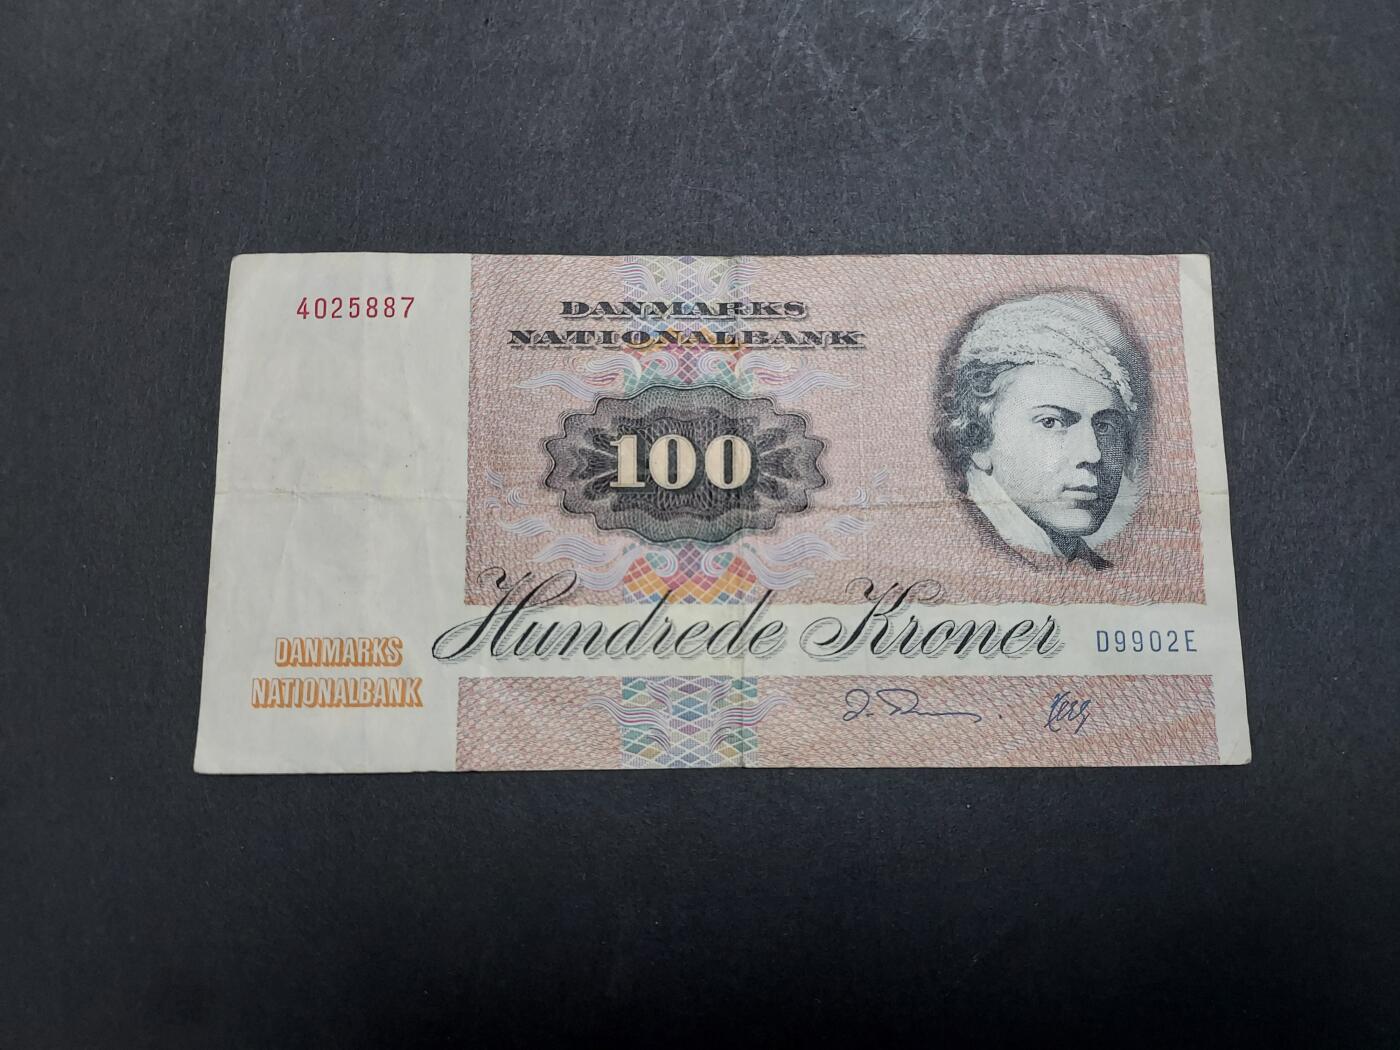 4025887
DANMARKS
NATIONALBANK
100
Hundrede Kroner
D9902E
DANMARKS
NATIONALBANK